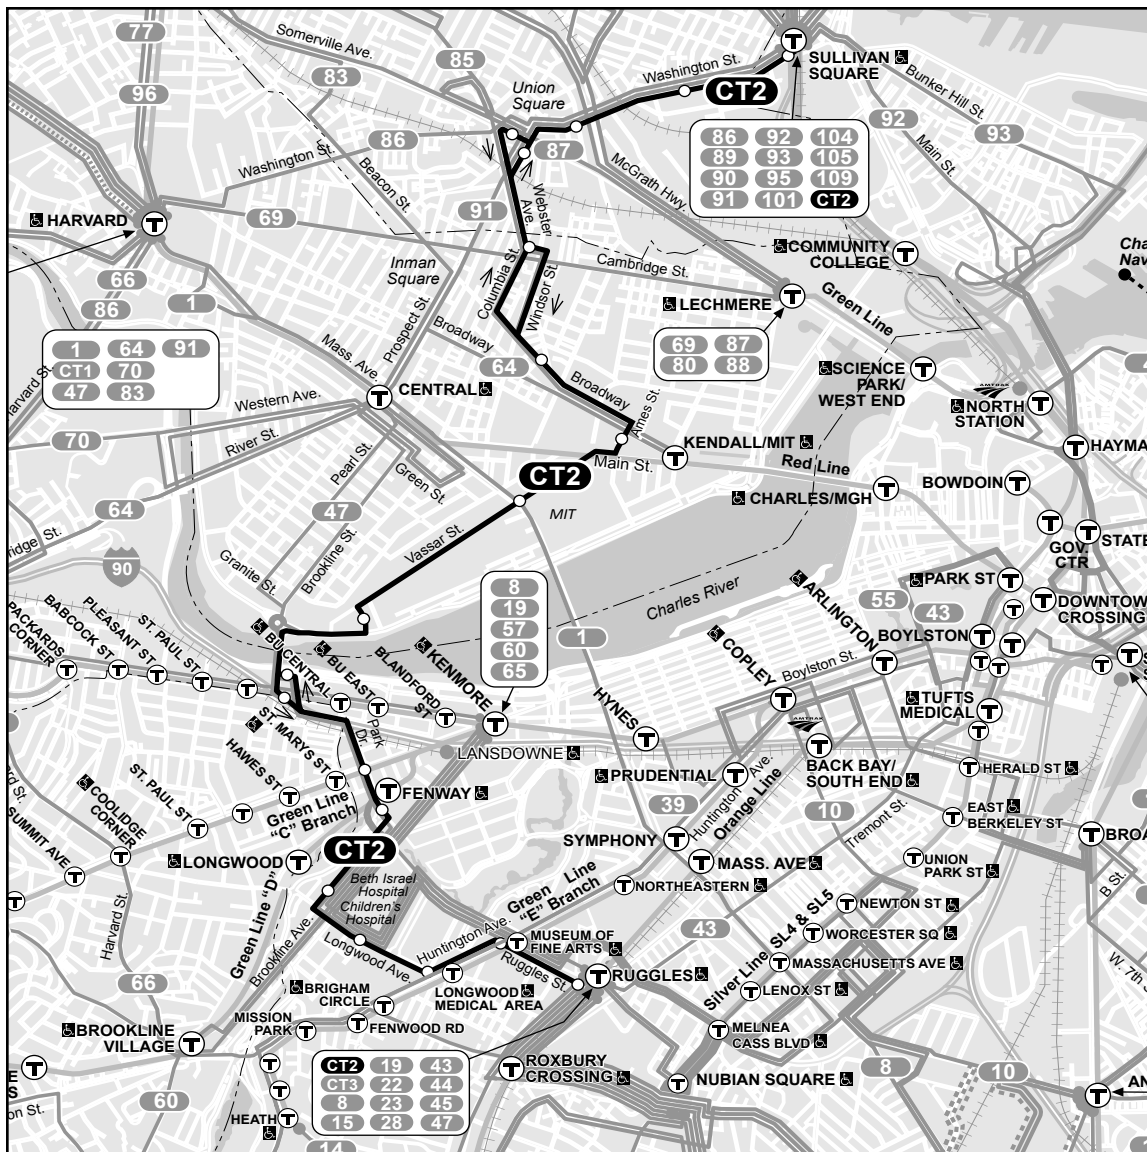 77
96
Somerville Ave.
83
85
Union
Square
Washington St.
CT2
SULLIVAN
SQUARE
Bunker Hill St.
92
Main St.
93
86
Washington St.
Beacon St.
87
McGrath Hwy.
86 92 104
89 93 105
90 95 109
91 101 CT2
HARVARD
69
91
Webster
Ave.
Inman
Square
Columbia St.
Windsor St.
Cambridge St.
COMMUNITY
COLLEGE
66
86
1
Prospect St.
Broadway
64
LECHMERE
Green Line
69 87
80 88
1 64 91
CT1 70
47 83
Mass. Ave.
CENTRAL
Broadway
Ames St.
SCIENCE
PARK/
WEST END
AMTRAK
NORTH
STATION
Harvard St.
Western Ave.
River St.
70
Pearl St.
Green St.
KENDALL/MIT
Main St.
Red Line
CT2
MIT
CHARLES/MGH
BOWDOIN
64
47
Vassar St.
Granite St.
Brookline St.
90
GOV.
CTR
STATE
8
19
57
60
65
Charles River
1
PARK ST
DOWNTOWN
CROSSING
55
43
BOYLSTON
ARLINGTON
Boylston St.
COPLEY
PACKARDS
CORNER
BABCOCK ST
PLEASANT ST
ST. PAUL ST
BU CENTRAL
BU EAST
BLANDFORD
ST
KENMORE
HYNES
TUFTS
MEDICAL
Park
Dr.
ST. MARYS ST
LANSDOWNE
AMTRAK
BACK BAY/
SOUTH END
HERALD ST
PRUDENTIAL
Huntington Ave.
Orange Line
HAWES ST
ST. PAUL ST
COOLIDGE
CORNER
SUMMIT AVE
Green Line
"C" Branch
FENWAY
39
10
Tremont St.
EAST
BERKELEY ST
CT2
SYMPHONY
LONGWOOD
MASS. AVE
UNION
PARK ST
Beth Israel
Hospital
Children's
Hospital
Green Line
"E" Branch
NORTHEASTERN
NEWTON ST
B St.
Harvard St.
Green Line "D"
Brookline Ave.
Longwood Ave.
Huntington Ave.
Ruggles St.
MUSEUM OF
FINE ARTS
43
Silver Line SL4 & SL5
WORCESTER SQ
MASSACHUSETTS AVE
W. 7th
66
BRIGHAM
CIRCLE
LONGWOOD
MEDICAL AREA
RUGGLES
LENOX ST
MISSION
PARK
FENWOOD RD
BROOKLINE
VILLAGE
MELNEA
CASS BLVD
CT2 19 43
CT3 22 44
8 23 45
15 28 47
ROXBURY
CROSSING
NUBIAN SQUARE
8
10
60
HEATH
14